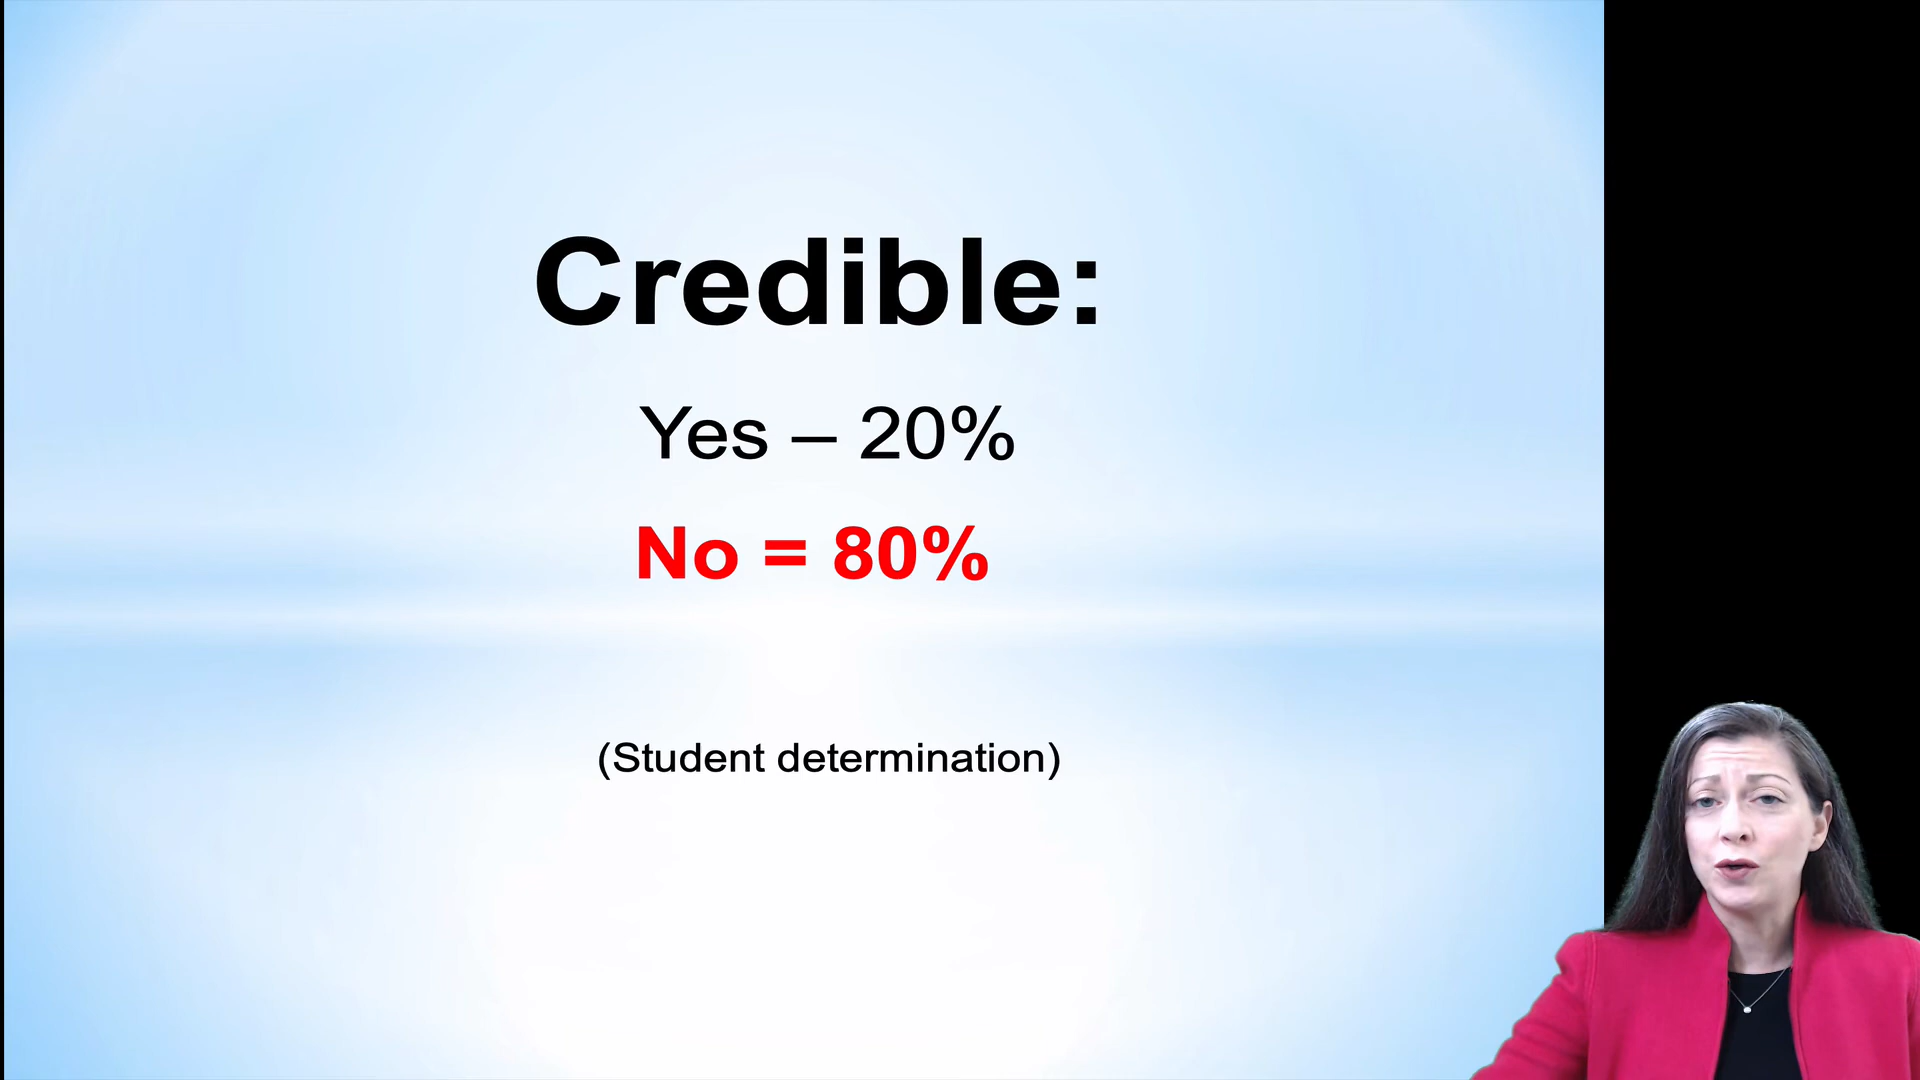 Credible:
Yes – 20%
No = 80%
(Student determination)